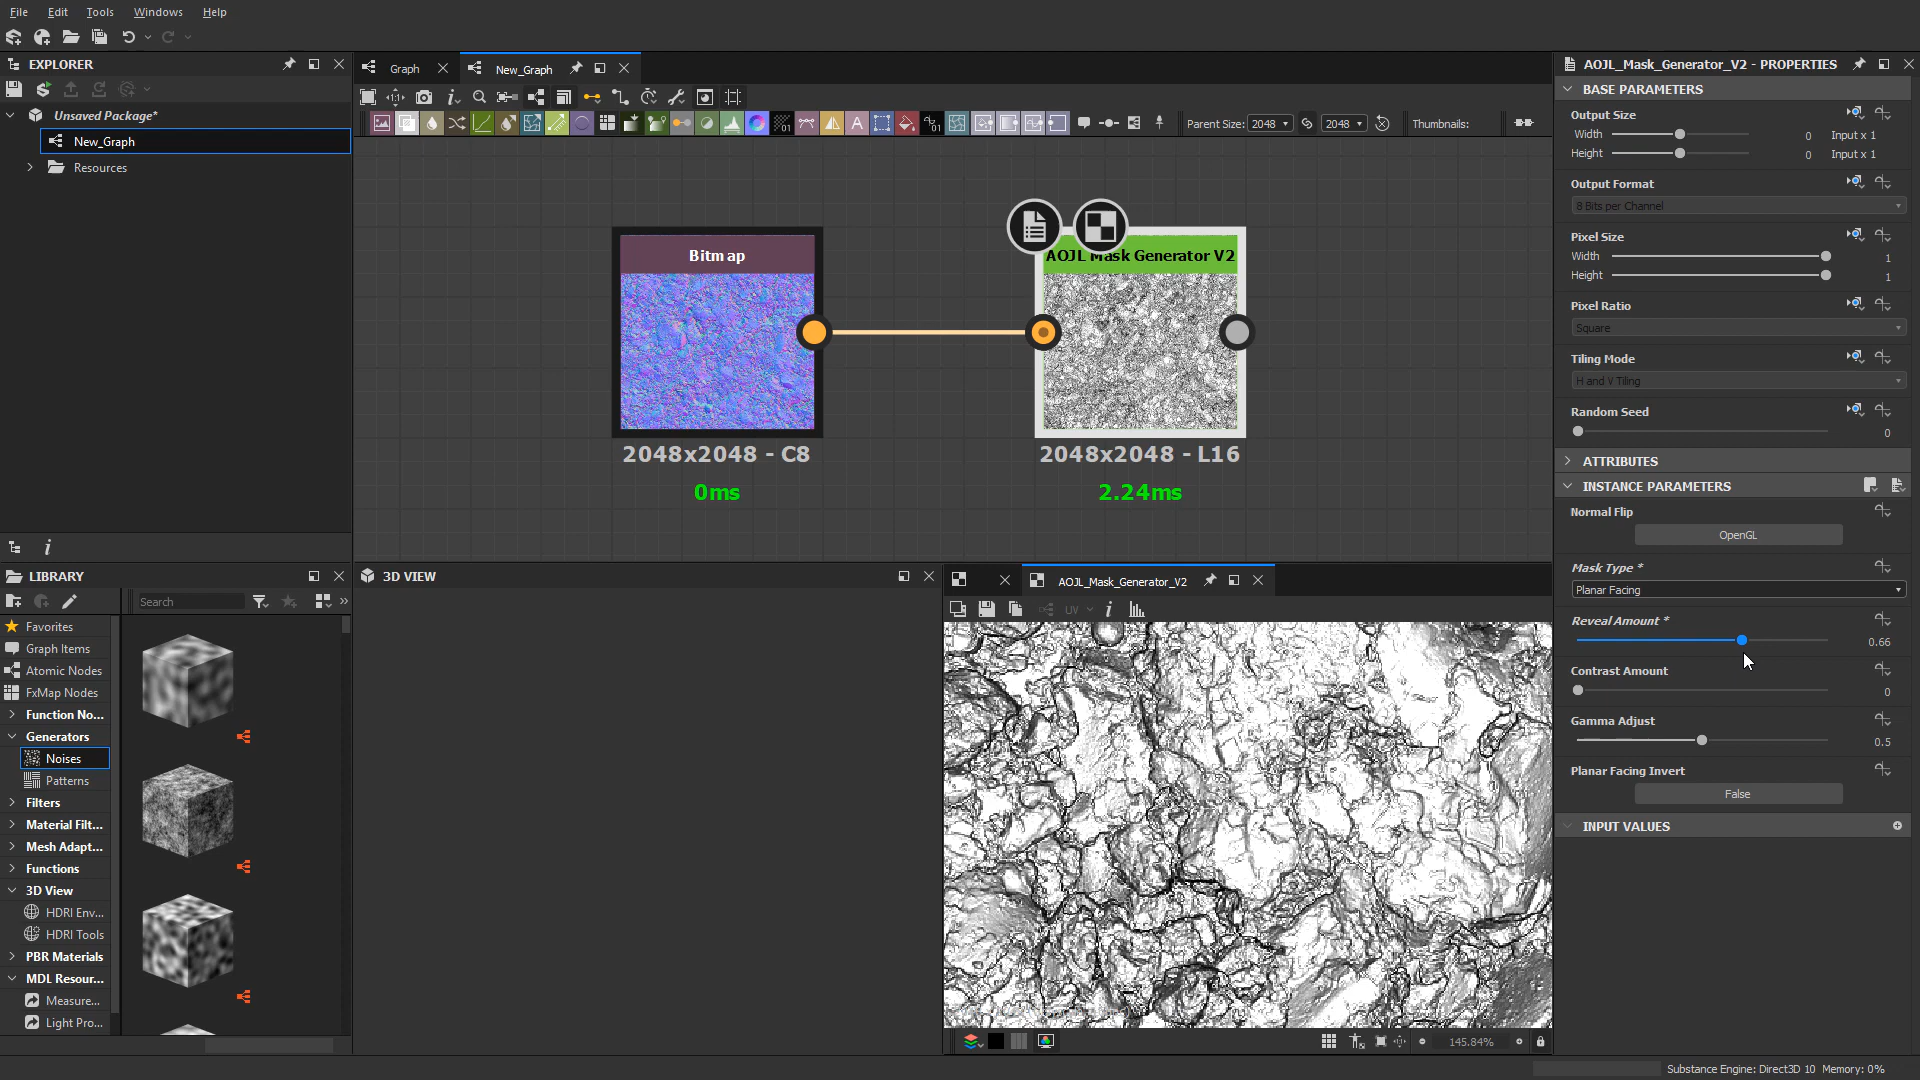 File Edit Tools Windows Help
EXPLORER
Unsaved Package*
New_Graph
Resources
Graph
New_Graph
Parent Size: 2048 2048 Thumbnails:
Bitmap
2048x2048 - C8
0ms
AOJL Mask Generator V2
2048x2048 - L16
2.24ms
LIBRARY
Search
Favorites
Graph Items
Atomic Nodes
FxMap Nodes
Function No...
Generators
Noises
Patterns
Filters
Material Filt...
Mesh Adapt...
Functions
3D View
HDRI Env...
HDRI Tools
PBR Materials
MDL Resour...
Measure...
Light Pro...
3D VIEW
AOJL_Mask_Generator_V2
UV
145.84%
AOJL_Mask_Generator_V2 - PROPERTIES
BASE PARAMETERS
Output Size
Width 0 Input x 1
Height 0 Input x 1
Output Format
8 Bits per Channel
Pixel Size
Width 1
Height 1
Pixel Ratio
Square
Tiling Mode
H and V Tiling
Random Seed
0
ATTRIBUTES
INSTANCE PARAMETERS
Normal Flip
OpenGL
Mask Type *
Planar Facing
Reveal Amount *
0.66
Contrast Amount
0
Gamma Adjust
0.5
Planar Facing Invert
False
INPUT VALUES
Substance Engine: Direct3D 10 Memory: 0%